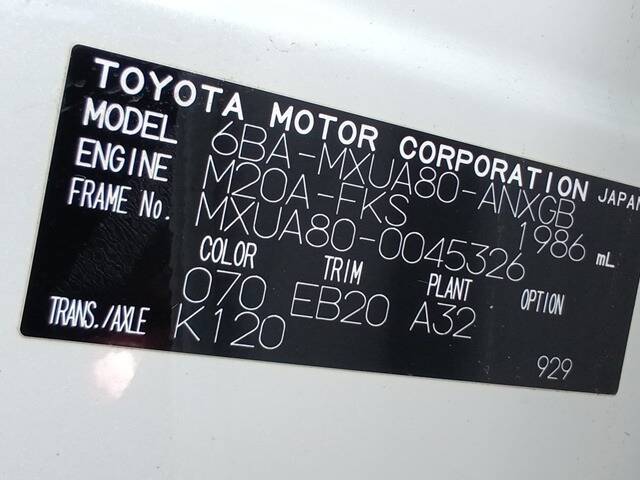 TOYOTA MOTOR CORPORATION JAPAN
MODEL 6BA-MXUA80-ANXGB
ENGINE M20A-FKS 1986 mL
FRAME No. MXUA80-0045326
COLOR TRIM PLANT OPTION
070 EB20 A32
TRANS./AXLE K120
929